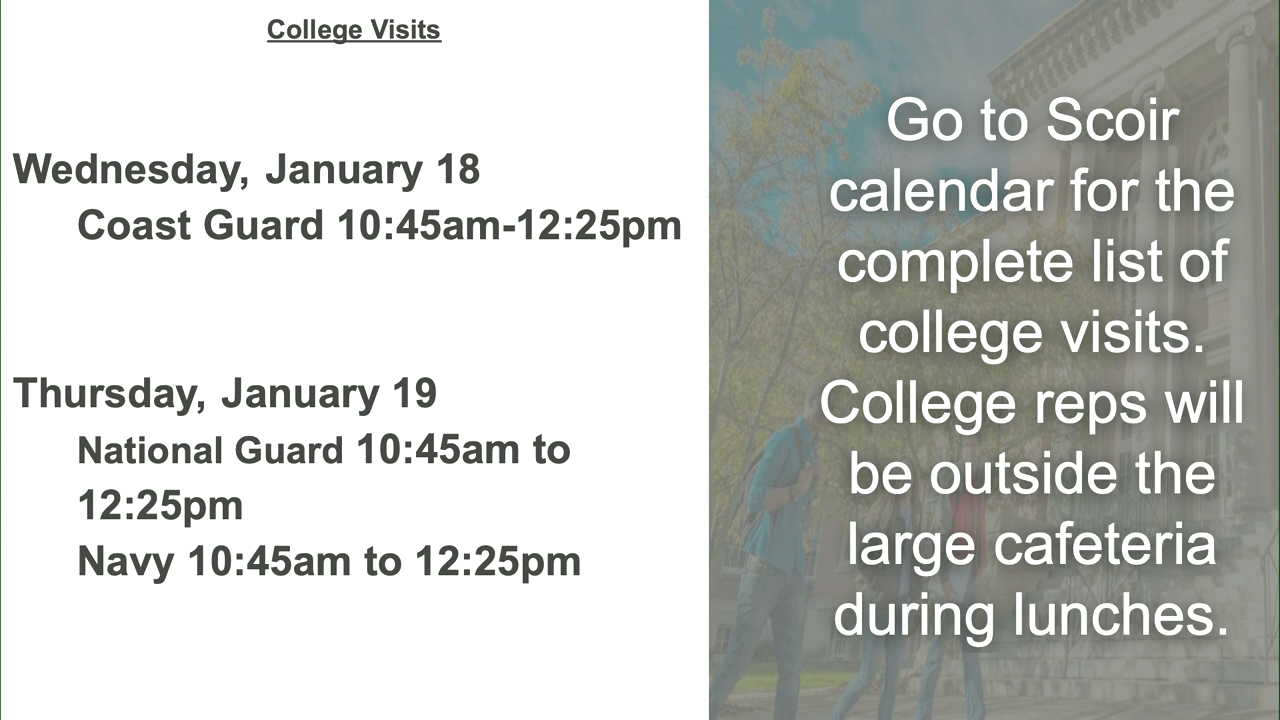 College Visits
Wednesday, January 18
Coast Guard 10:45am-12:25pm
Thursday, January 19
National Guard 10:45am to
12:25pm
Navy 10:45am to 12:25pm
Go to Scoir
calendar for the
complete list of
college visits.
College reps will
be outside the
large cafeteria
during lunches.